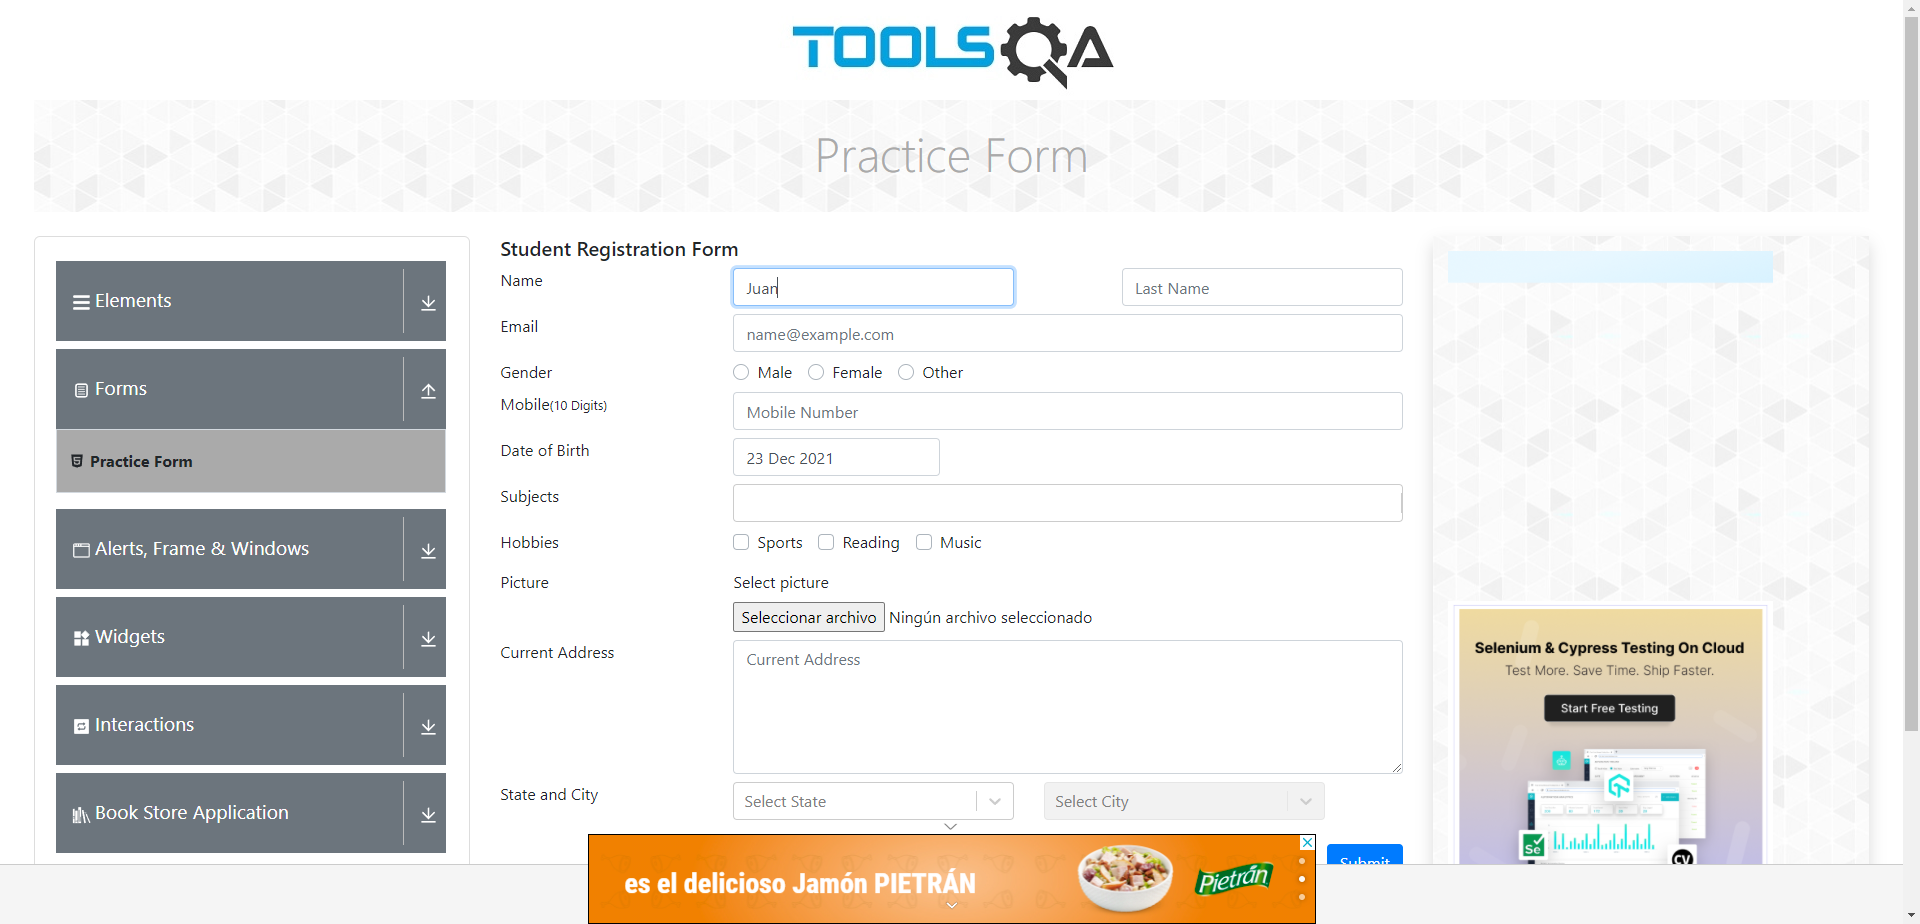 TOOLSQA
Practice Form
Elements
Forms
Practice Form
Alerts, Frame & Windows
Widgets
Interactions
Book Store Application
Student Registration Form
Name
Juan
Last Name
Email
name@example.com
Gender
Male
Female
Other
Mobile(10 Digits)
Mobile Number
Date of Birth
23 Dec 2021
Subjects
Hobbies
Sports
Reading
Music
Picture
Select picture
Seleccionar archivo Ningún archivo seleccionado
Current Address
Current Address
State and City
Select State
Select City
Submit
Selenium & Cypress Testing On Cloud
Test More. Save Time. Ship Faster.
Start Free Testing
Se
CY
es el delicioso Jamón PIETRÁN
Pietrán